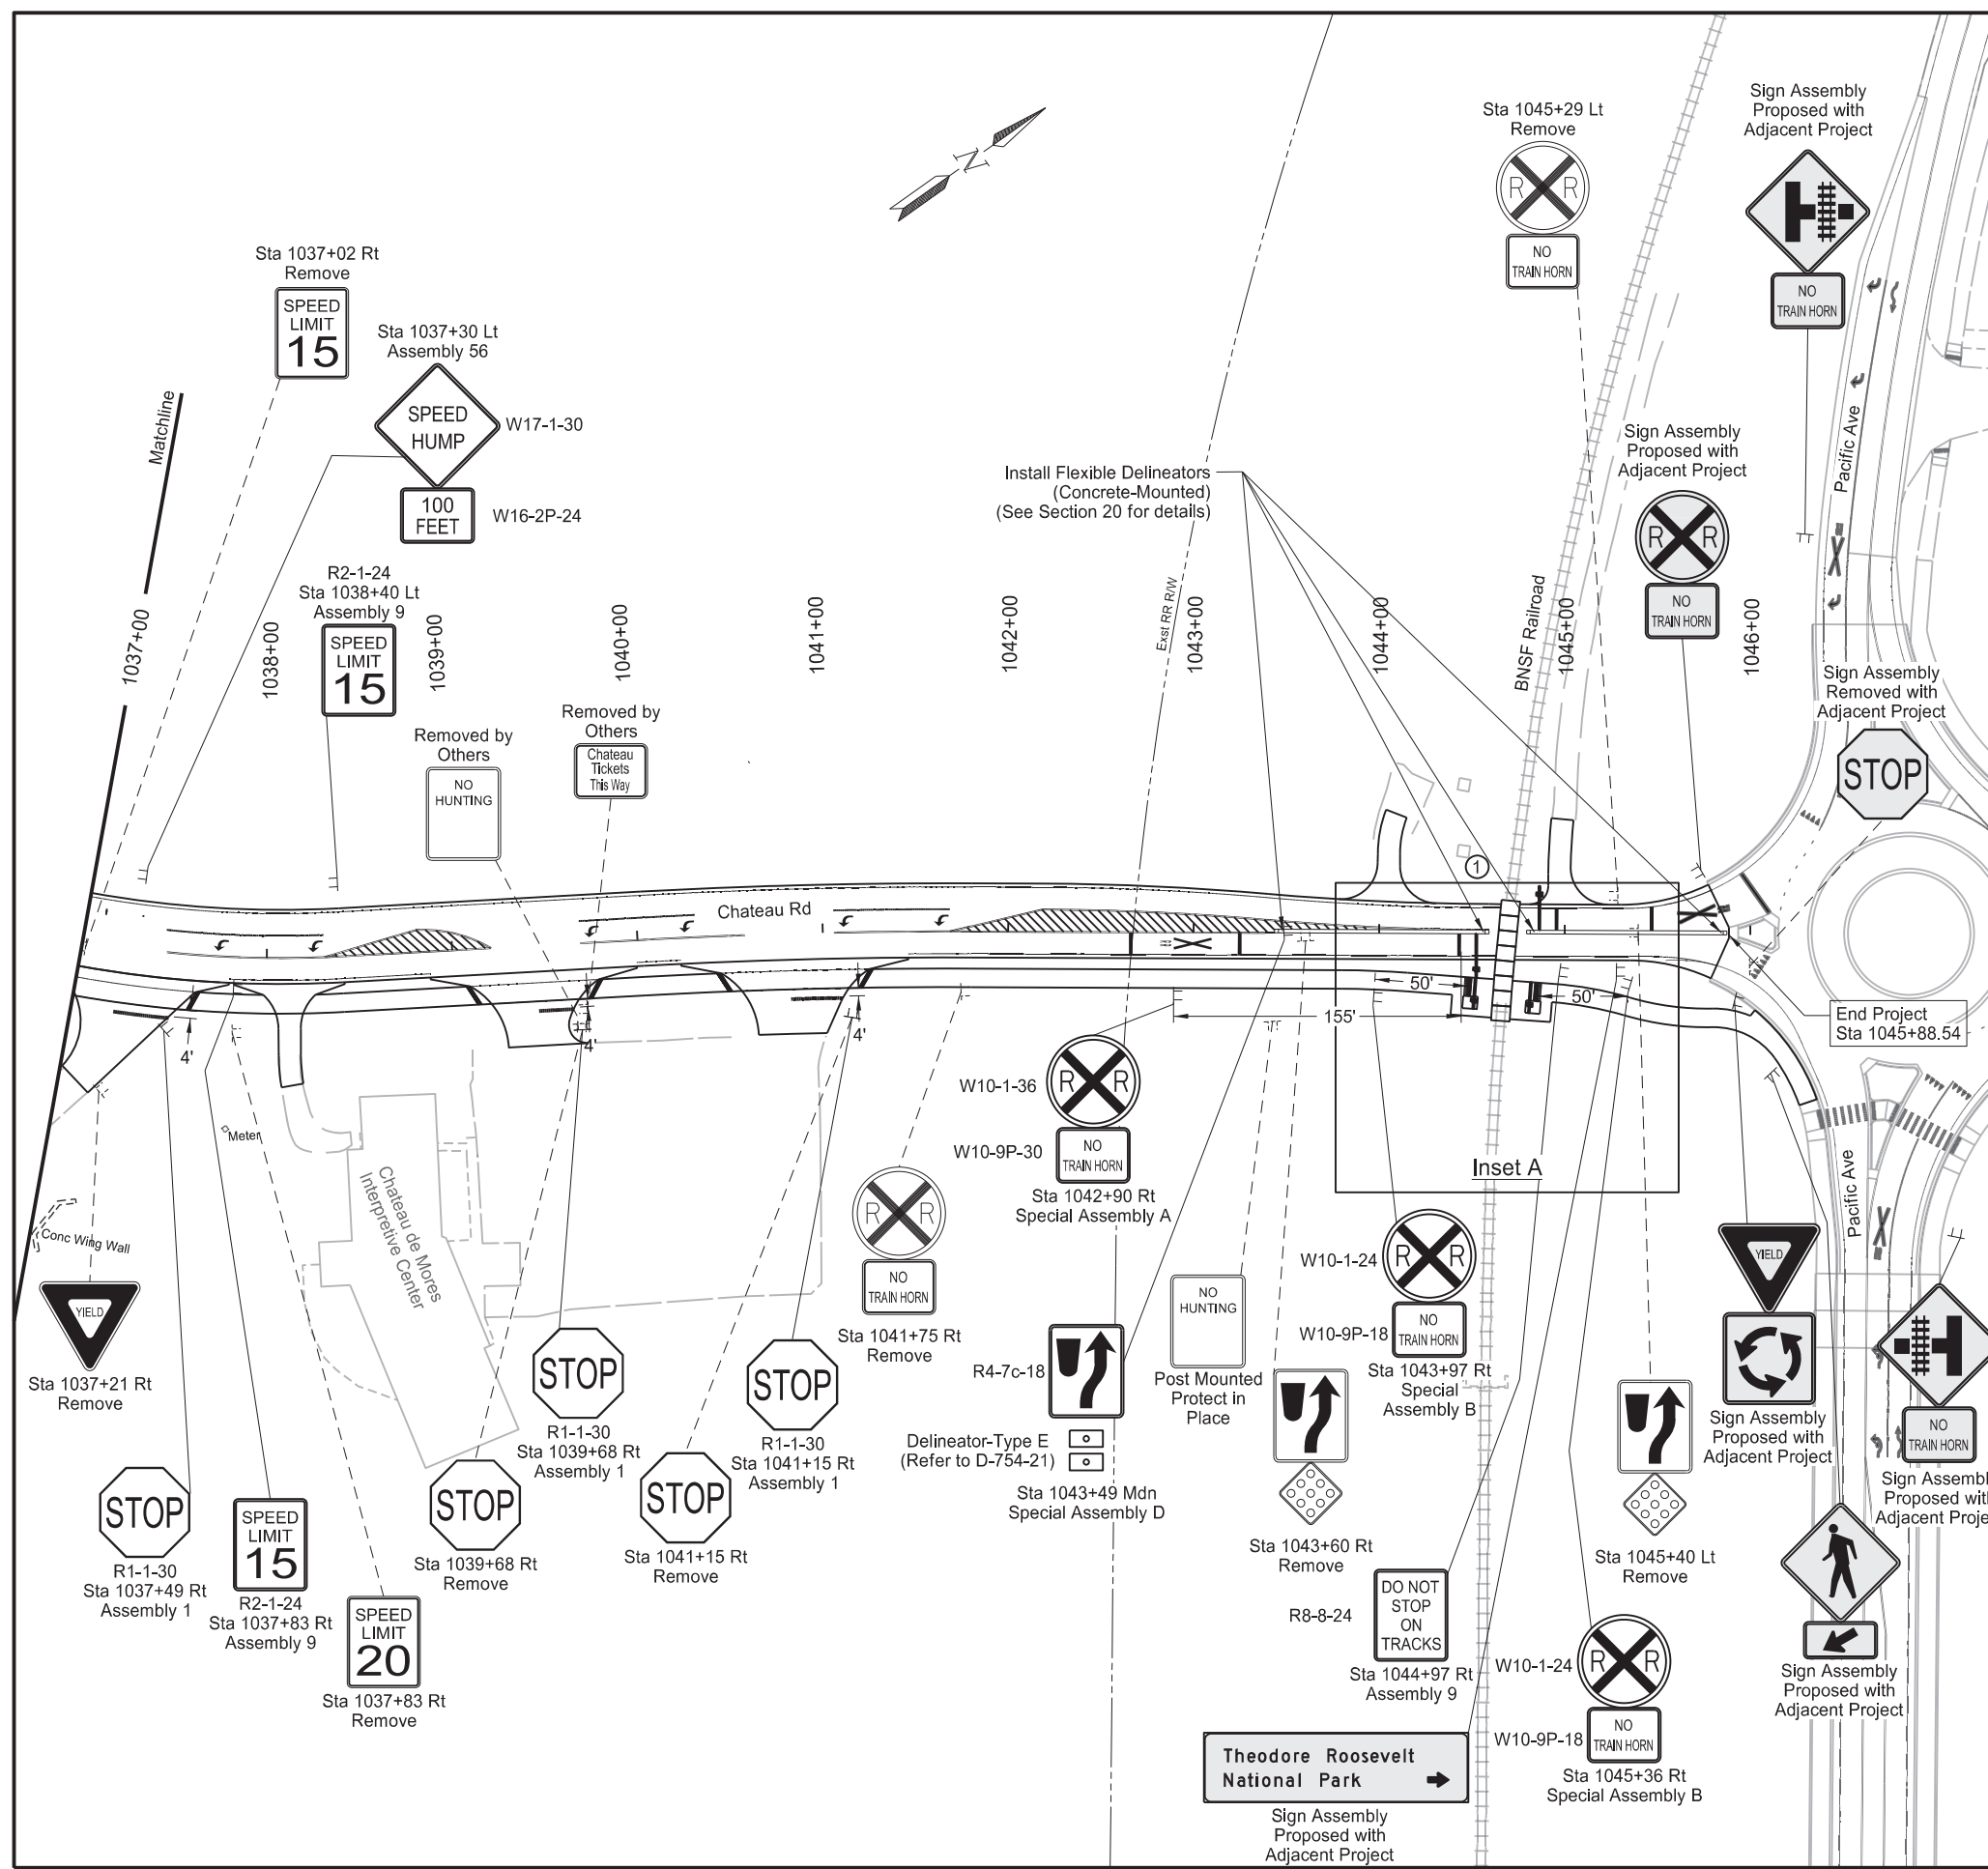 Sign Assembly
Proposed with
Adjacent Project
NO
TRAIN HORN
Sta 1045+29 Lt
Remove
R R
NO
TRAIN HORN
N
Sta 1037+02 Rt
Remove
SPEED
LIMIT
15
Sta 1037+30 Lt
Assembly 56
SPEED
HUMP
W17-1-30
100
FEET
W16-2P-24
Matchline
R2-1-24
Sta 1038+40 Lt
Assembly 9
SPEED
LIMIT
15
Install Flexible Delineators
(Concrete-Mounted)
(See Section 20 for details)
Sign Assembly
Proposed with
Adjacent Project
R R
NO
TRAIN HORN
Pacific Ave
1037+00
1038+00
1039+00
1040+00
1041+00
1042+00
Exst RR R/W
1043+00
1044+00
BNSF Railroad
1045+00
1046+00
Sign Assembly
Removed with
Adjacent Project
STOP
Removed by
Others
NO
HUNTING
Removed by
Others
Chateau
Tickets
This Way
Chateau Rd
1
4'
4'
4'
155'
50'
50'
End Project
Sta 1045+88.54
Inset A
Meter
Conc Wing Wall
Chateau de Mores
Interpretive Center
YIELD
Sta 1037+21 Rt
Remove
STOP
R1-1-30
Sta 1037+49 Rt
Assembly 1
SPEED
LIMIT
15
R2-1-24
Sta 1037+83 Rt
Assembly 9
SPEED
LIMIT
20
Sta 1037+83 Rt
Remove
STOP
Sta 1039+68 Rt
Remove
STOP
R1-1-30
Sta 1039+68 Rt
Assembly 1
STOP
Sta 1041+15 Rt
Remove
STOP
R1-1-30
Sta 1041+15 Rt
Assembly 1
R R
NO
TRAIN HORN
Sta 1041+75 Rt
Remove
W10-1-36
R R
W10-9P-30
NO
TRAIN HORN
Sta 1042+90 Rt
Special Assembly A
R4-7c-18
Delineator-Type E
(Refer to D-754-21)
Sta 1043+49 Mdn
Special Assembly D
NO
HUNTING
Post Mounted
Protect in
Place
Sta 1043+60 Rt
Remove
W10-1-24
R R
W10-9P-18
NO
TRAIN HORN
Sta 1043+97 Rt
Special
Assembly B
R8-8-24
DO NOT
STOP
ON
TRACKS
Sta 1044+97 Rt
Assembly 9
Theodore Roosevelt
National Park
Sign Assembly
Proposed with
Adjacent Project
Sta 1045+40 Lt
Remove
W10-1-24
R R
W10-9P-18
NO
TRAIN HORN
Sta 1045+36 Rt
Special Assembly B
Pacific Ave
YIELD
Sign Assembly
Proposed with
Adjacent Project
NO
TRAIN HORN
Sign Assembl
Proposed wit
Adjacent Proje
Sign Assembly
Proposed with
Adjacent Project